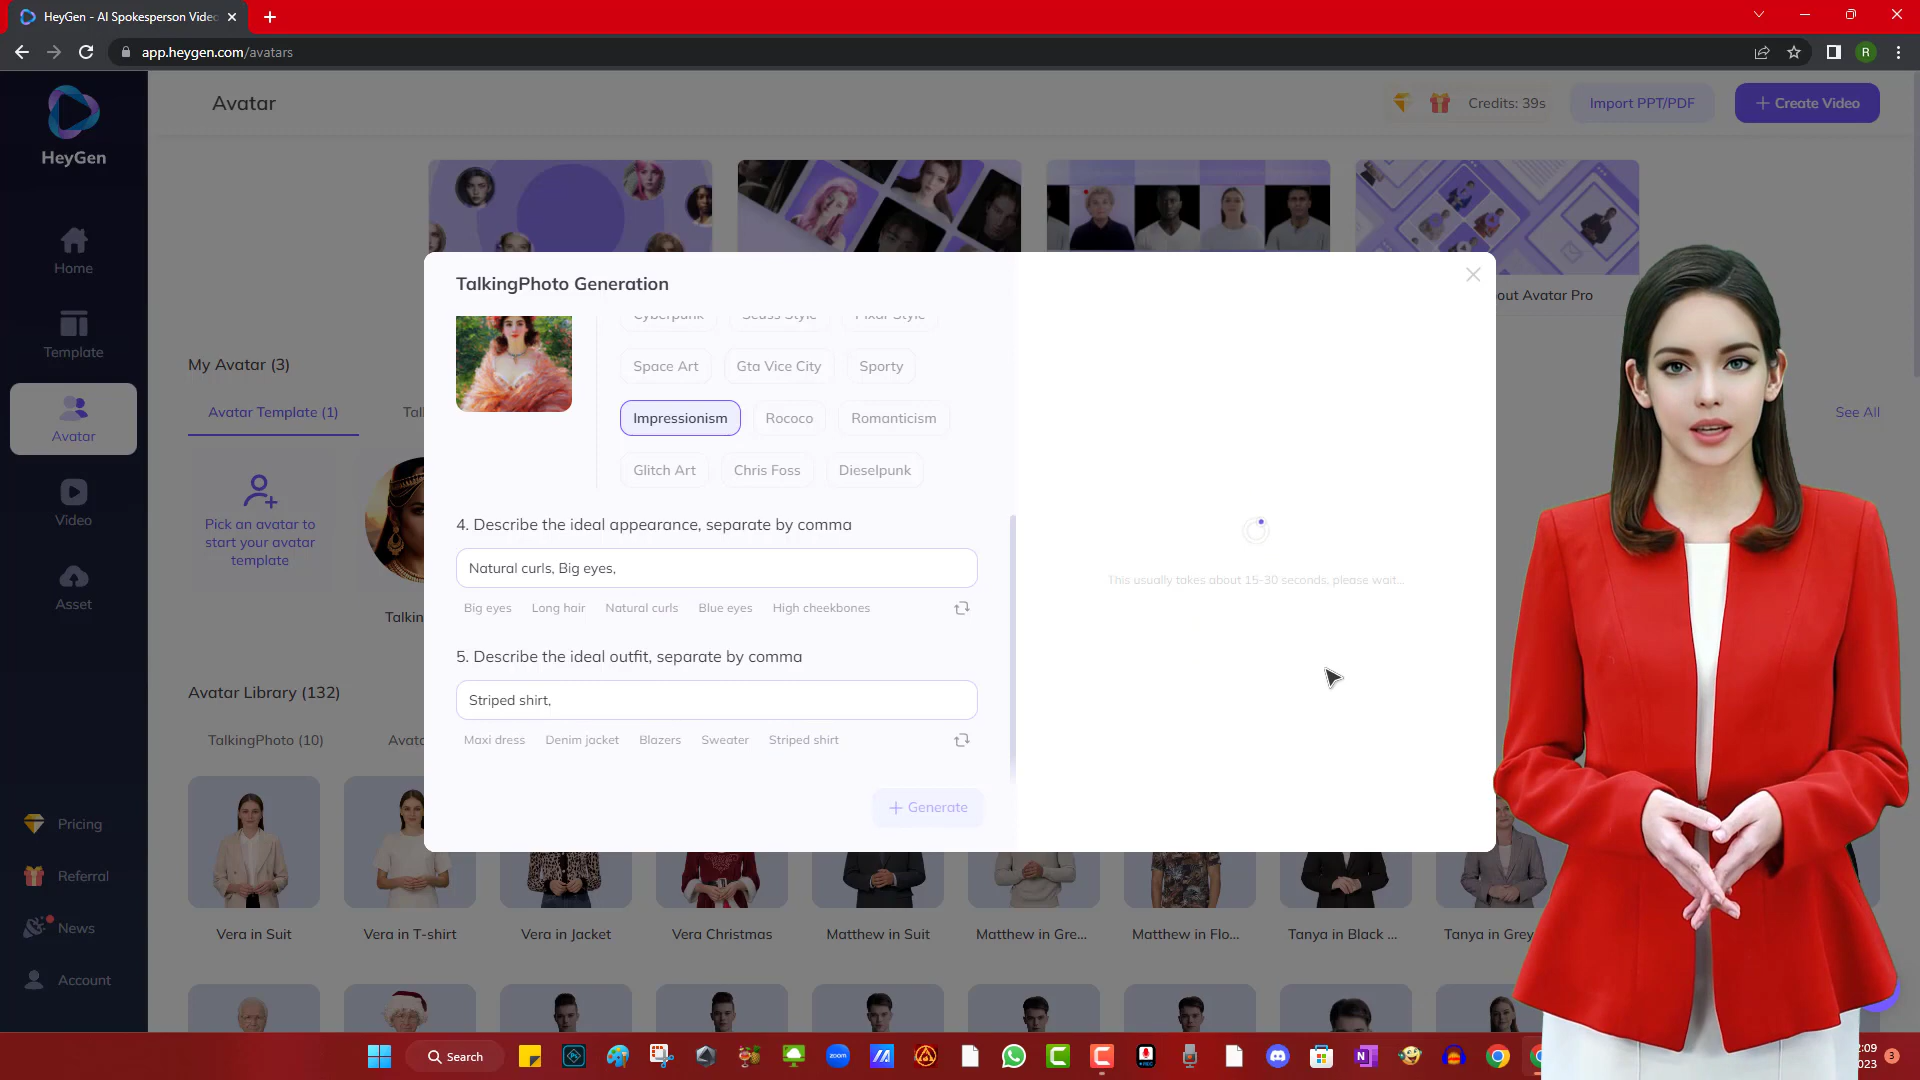 HeyGen - AI Spokesperson Video
app.heygen.com/avatars
R
HeyGen
Avatar
Credits: 39s
Import PPT/PDF
+ Create Video
Home
Template
Avatar
Video
Asset
Pricing
Referral
News
Account
out Avatar Pro
My Avatar (3)
Avatar Template (1)
Tal
See All
Pick an avatar to
start your avatar
template
Talkin
Avatar Library (132)
TalkingPhoto (10)
Avata
TalkingPhoto Generation
Cyberpunk
Seuss Style
Pixar Style
Space Art
Gta Vice City
Sporty
Impressionism
Rococo
Romanticism
Glitch Art
Chris Foss
Dieselpunk
4. Describe the ideal appearance, separate by comma
Natural curls, Big eyes,
Big eyes
Long hair
Natural curls
Blue eyes
High cheekbones
5. Describe the ideal outfit, separate by comma
Striped shirt,
Maxi dress
Denim jacket
Blazers
Sweater
Striped shirt
+ Generate
This usually takes about 15-30 seconds, please wait...
Vera in Suit
Vera in T-shirt
Vera in Jacket
Vera Christmas
Matthew in Suit
Matthew in Gre...
Matthew in Flo...
Tanya in Black ...
Tanya in Grey
Search
zoom
:09
023
3